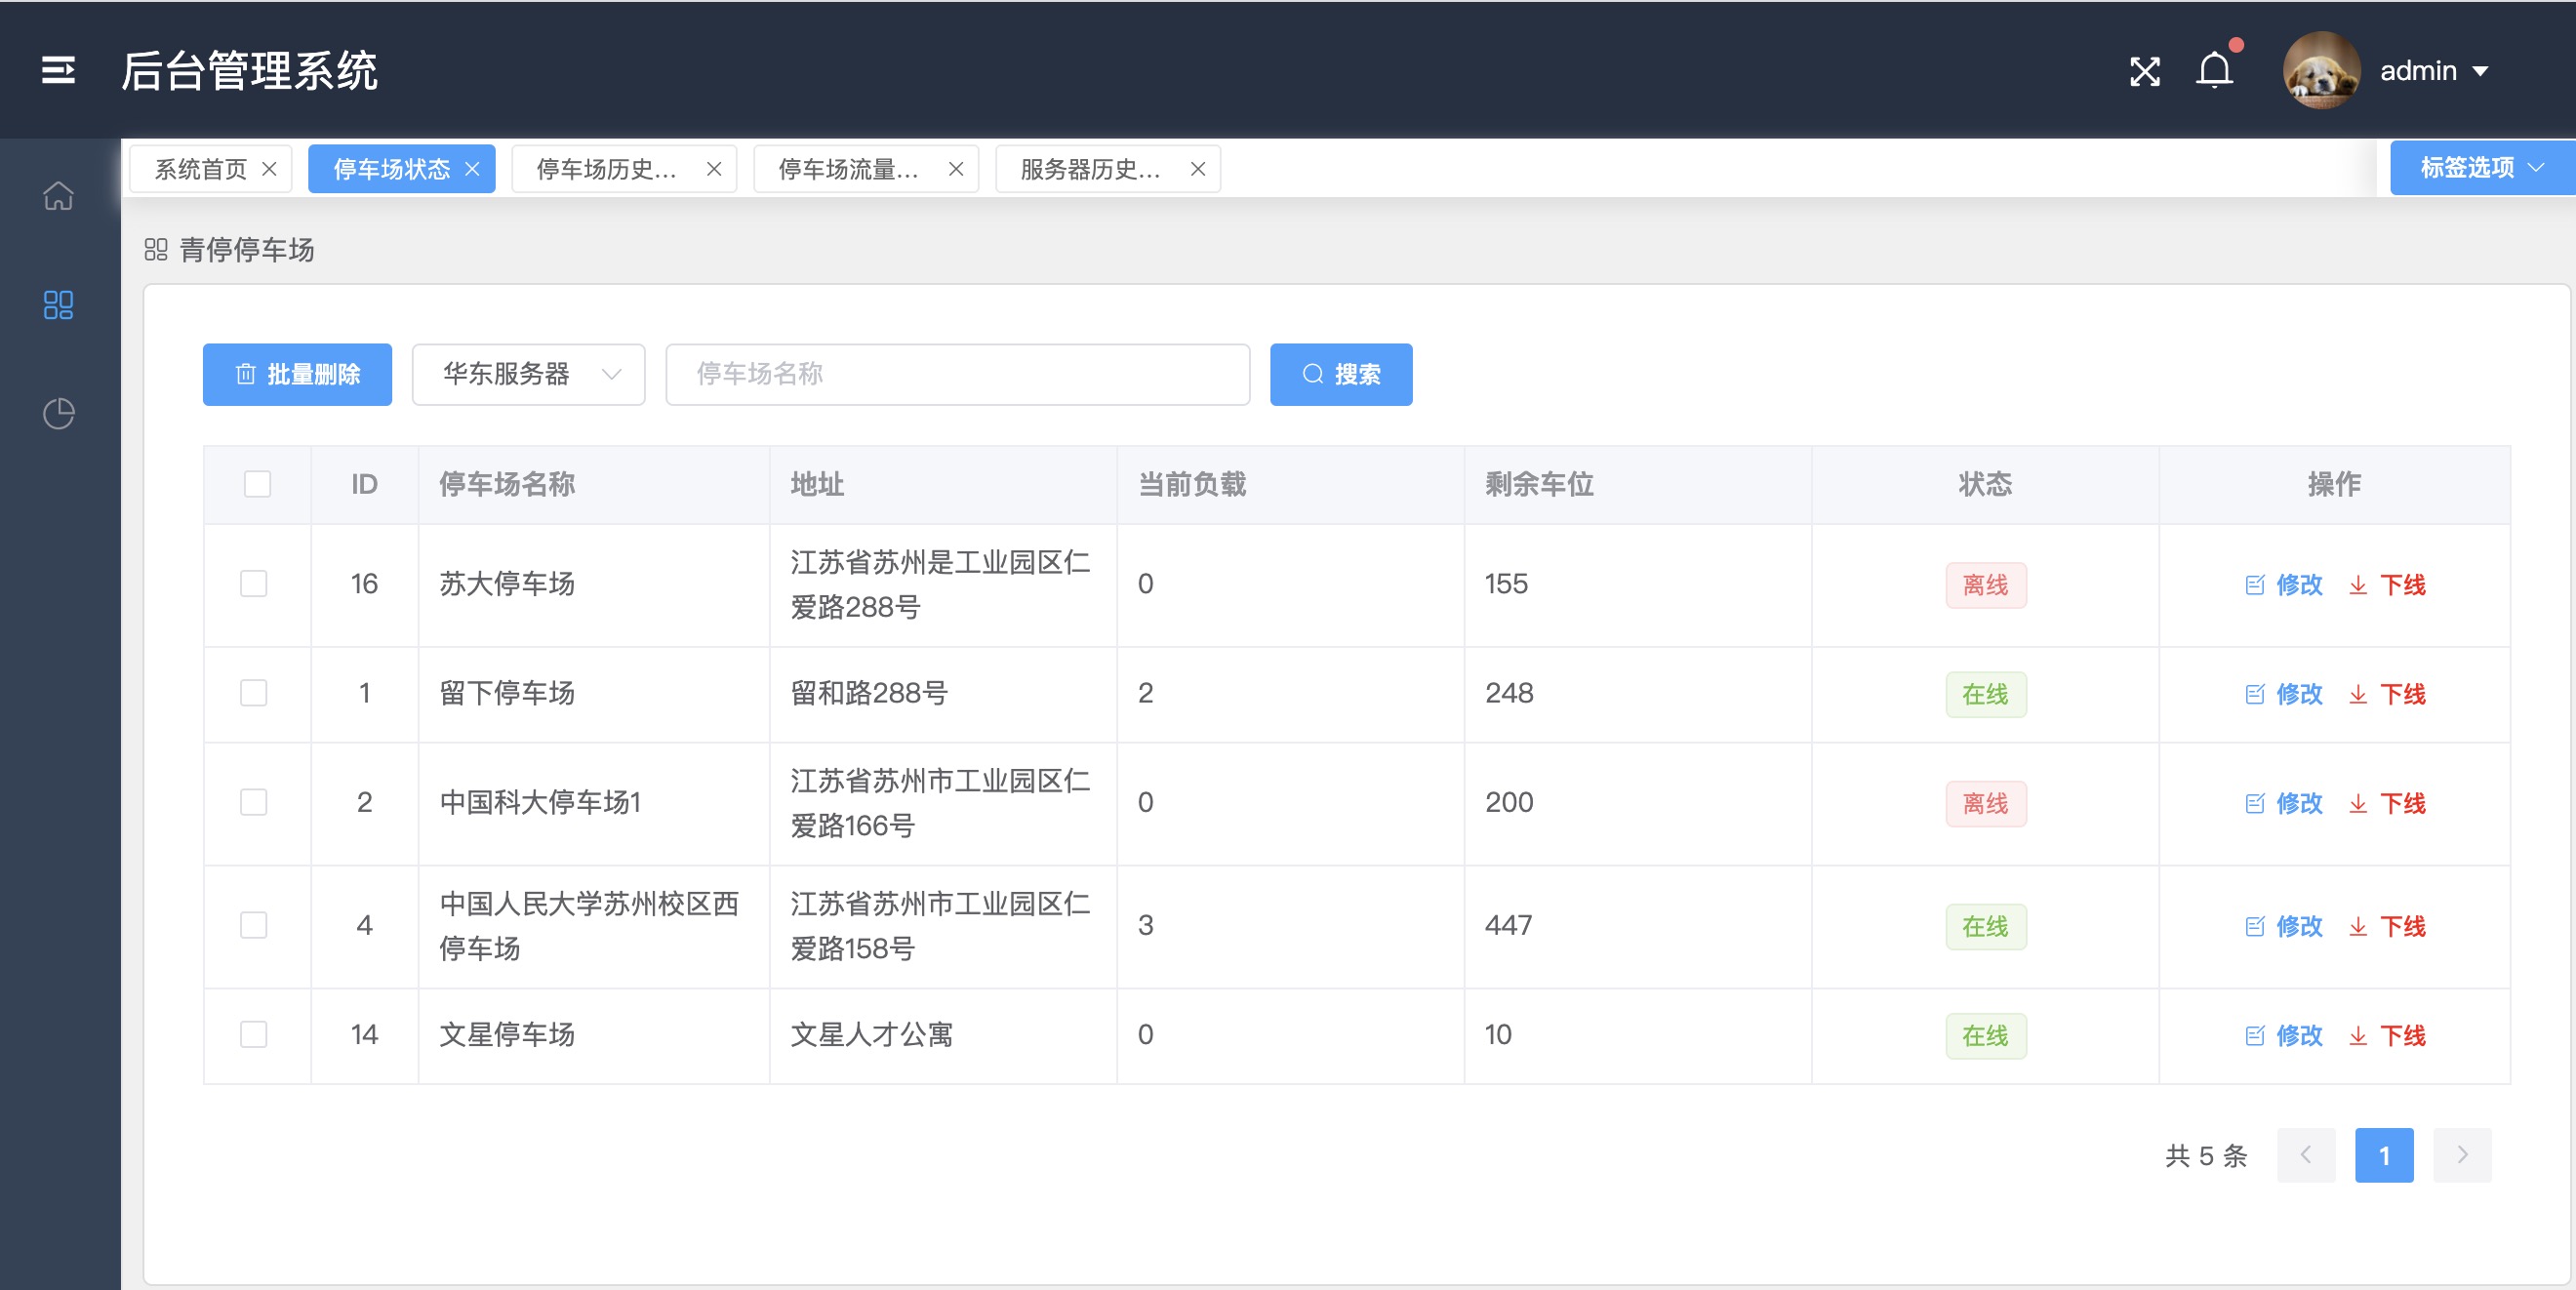 后台管理系统
admin
系统首页
停车场状态
停车场历史...
停车场流量...
服务器历史...
标签选项
青停停车场
批量删除
华东服务器
停车场名称
搜索
ID 停车场名称 地址 当前负载 剩余车位 状态 操作
16 苏大停车场 江苏省苏州是工业园区仁 0 155 离线 修改 下线
爱路288号
1 留下停车场 留和路288号 2 248 在线 修改 下线
2 中国科大停车场1 江苏省苏州市工业园区仁 0 200 离线 修改 下线
爱路166号
4 中国人民大学苏州校区西 江苏省苏州市工业园区仁 3 447 在线 修改 下线
停车场 爱路158号
14 文星停车场 文星人才公寓 0 10 在线 修改 下线
共 5 条
1